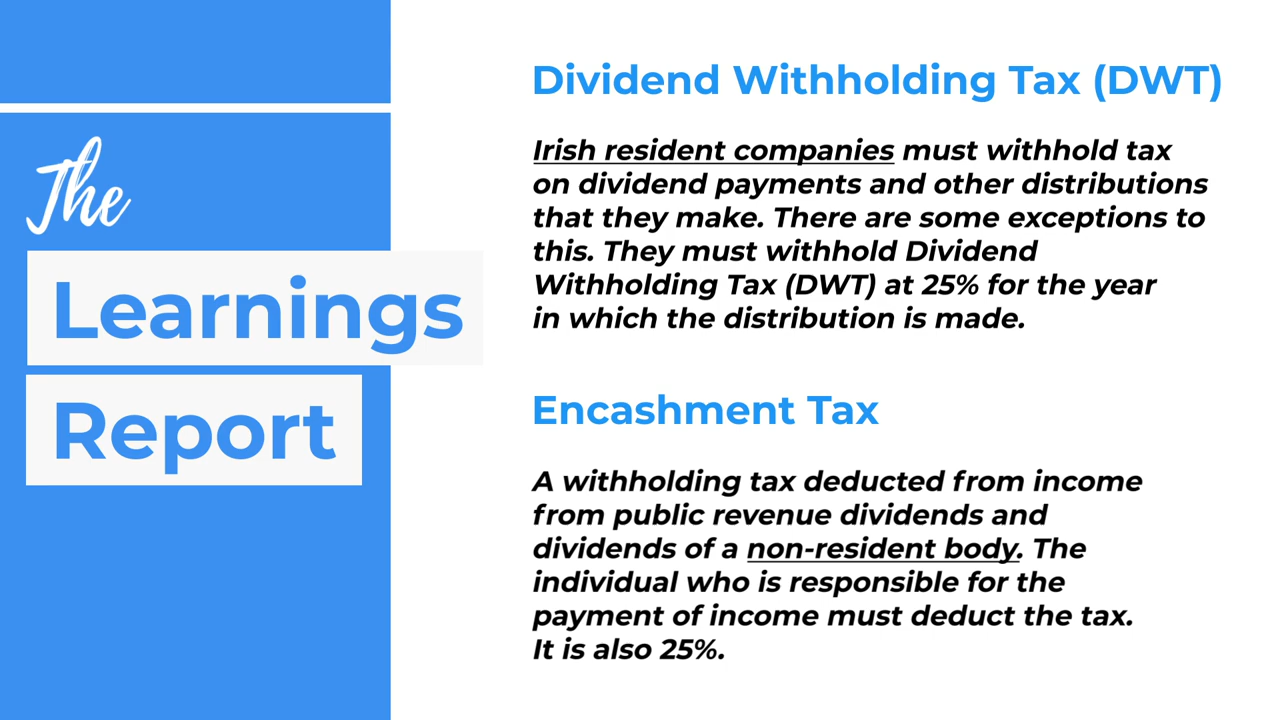 The
Learnings
Report
Dividend Withholding Tax (DWT)
Irish resident companies must withhold tax
on dividend payments and other distributions
that they make. There are some exceptions to
this. They must withhold Dividend
Withholding Tax (DWT) at 25% for the year
in which the distribution is made.
Encashment Tax
A withholding tax deducted from income
from public revenue dividends and
dividends of a non-resident body. The
individual who is responsible for the
payment of income must deduct the tax.
It is also 25%.